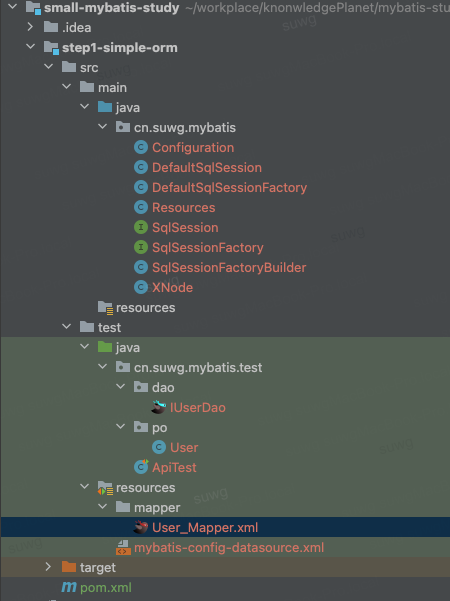 small-mybatis-study ~/workplace/knonwledgePlanet/mybatis-stu
.idea
step1-simple-orm
src
main
java
cn.suwg.mybatis
Configuration
DefaultSqlSession
DefaultSqlSessionFactory
Resources
SqlSession
SqlSessionFactory
SqlSessionFactoryBuilder
XNode
resources
test
java
cn.suwg.mybatis.test
dao
IUserDao
po
User
ApiTest
resources
mapper
User_Mapper.xml
mybatis-config-datasource.xml
target
pom.xml
suwg
suwg
suwg
suwg
suwg